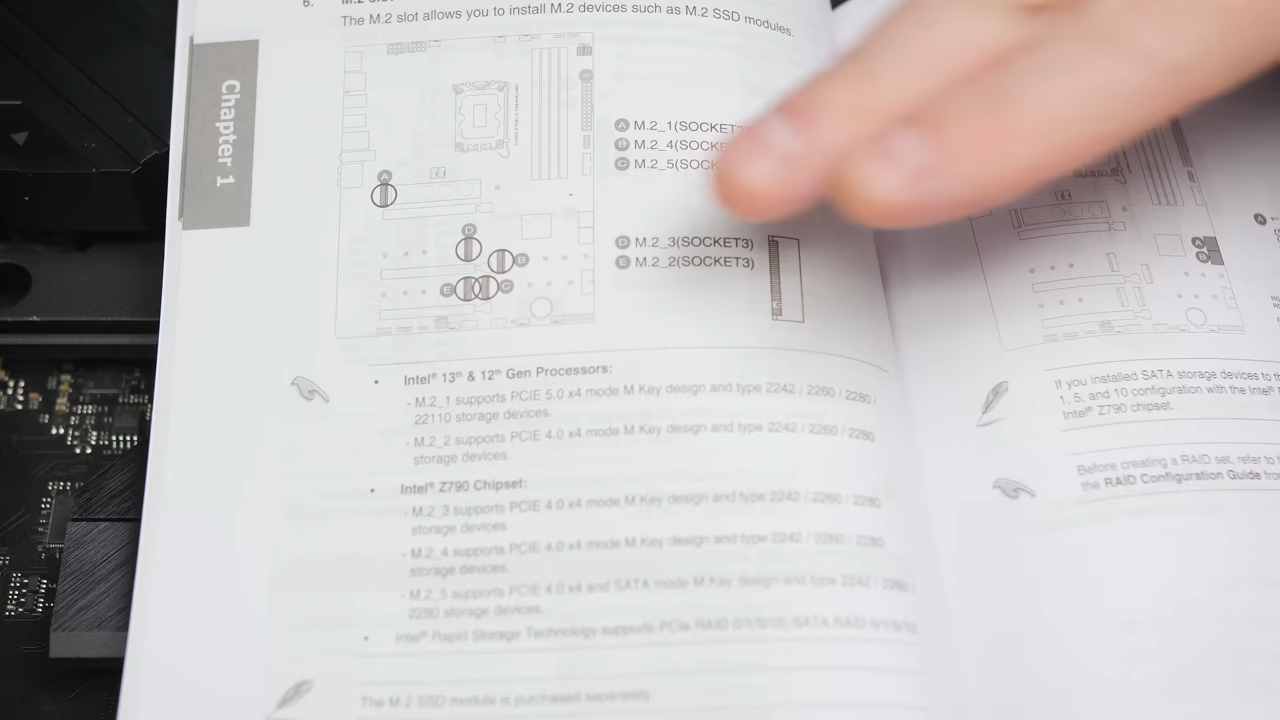 6.
The M.2 slot allows you to install M.2 devices such as M.2 SSD modules.
Chapter 1
A M.2_1(SOCKET3)
B M.2_4(SOCKE
C M.2_5(SOCK
D M.2_3(SOCKET3)
E M.2_2(SOCKET3)
A
D
B
E
C
• Intel® 13th & 12th Gen Processors:
- M.2_1 supports PCIE 5.0 x4 mode M Key design and type 2242 / 2260 / 2280 /
22110 storage devices.
- M.2_2 supports PCIE 4.0 x4 mode M Key design and type 2242 / 2260 / 2280
storage devices.
• Intel® Z790 Chipset:
- M.2_3 supports PCIE 4.0 x4 mode M Key design and type 2242 / 2260 / 2280
storage devices.
- M.2_4 supports PCIE 4.0 x4 mode M Key design and type 2242 / 2260 / 2280
storage devices.
- M.2_5 supports PCIE 4.0 x4 and SATA mode M Key design and type 2242 / 2260 /
2280 storage devices.
• Intel® Rapid Storage Technology supports PCIe RAID 0/1/5/10, SATA RAID 0/1/5/10.
The M.2 SSD module is purchased separately.
A
B
A
If you installed SATA storage devices to th
1, 5, and 10 configuration with the Intel®
Intel® Z790 chipset.
Before creating a RAID set, refer to
the RAID Configuration Guide from